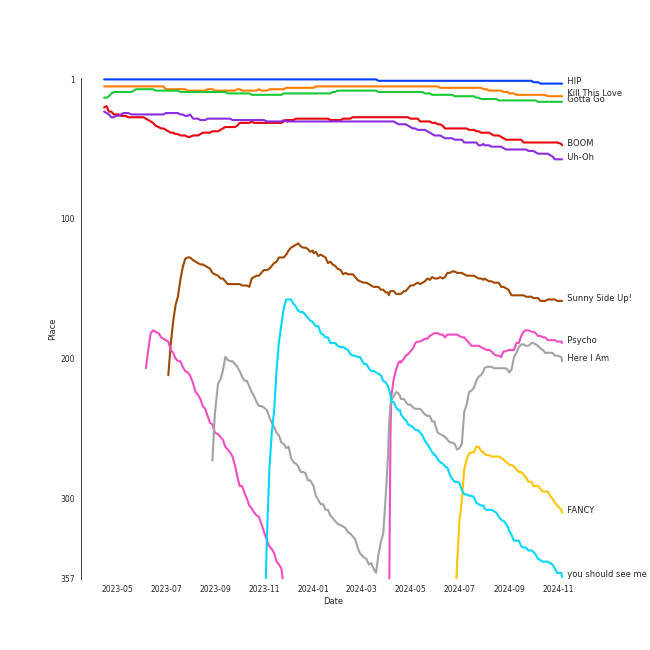 1
100
200
300
357
Place
HIP
Kill This Love
Gotta Go
BOOM
Uh-Oh
Sunny Side Up!
Psycho
Here I Am
FANCY
you should see me
2023-05 2023-07 2023-09 2023-11 2024-01 2024-03 2024-05 2024-07 2024-09 2024-11
Date